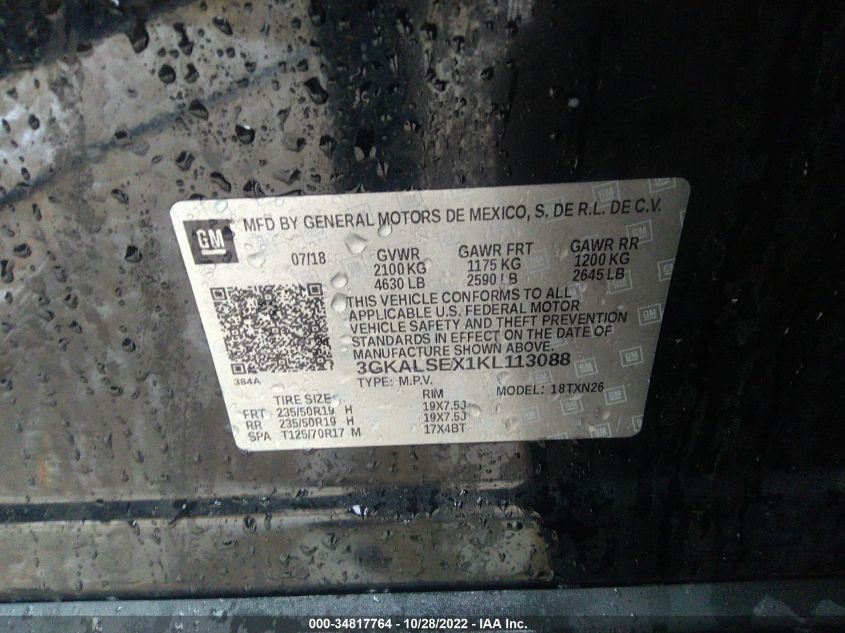 MFD BY GENERAL MOTORS DE MEXICO, S. DE R.L. DE C.V.
GM
07/18 GVWR GAWR FRT GAWR RR
2100 KG 1175 KG 1200 KG
4630 LB 2590 LB 2645 LB
THIS VEHICLE CONFORMS TO ALL
APPLICABLE U.S. FEDERAL MOTOR
VEHICLE SAFETY AND THEFT PREVENTION
STANDARDS IN EFFECT ON THE DATE OF
MANUFACTURE SHOWN ABOVE.
3GKALSEX1KL113088
384A
TYPE: M.P.V. MODEL: 18TXN26
TIRE SIZE RIM
FRT 235/50R19 H 19X7.5J
RR 235/50R19 H 19X7.5J
SPA T125/70R17 M 17X4BT
000-34817764 - 10/28/2022 - IAA Inc.